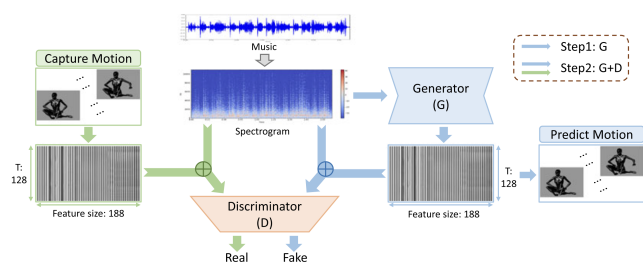 Music
Capture Motion
Spectrogram
Generator
(G)
Step1: G
Step2: G+D
Predict Motion
T:
128
Feature size: 188
T:
128
Feature size: 188
Discriminator
(D)
Real
Fake